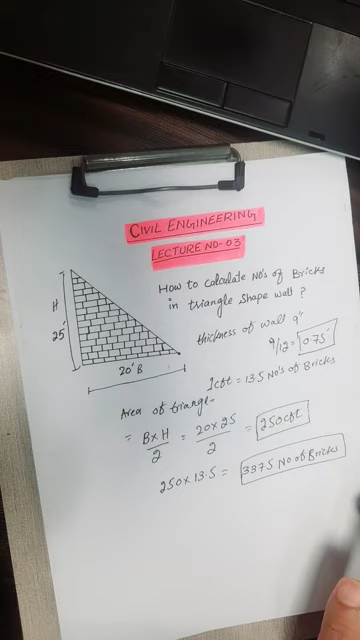 CIVIL ENGINEERING
LECTURE NO-03
How to calculate No's of Bricks
in triangle shape wall?
H
25'
20' B
thickness of wall 9"
9/12 = 0.75'
1cft = 13.5 No's of Bricks
Area of triangle
= B x H / 2 = 20 x 25 / 2 = 250cft
250 x 13.5 = 3375 No of Bricks